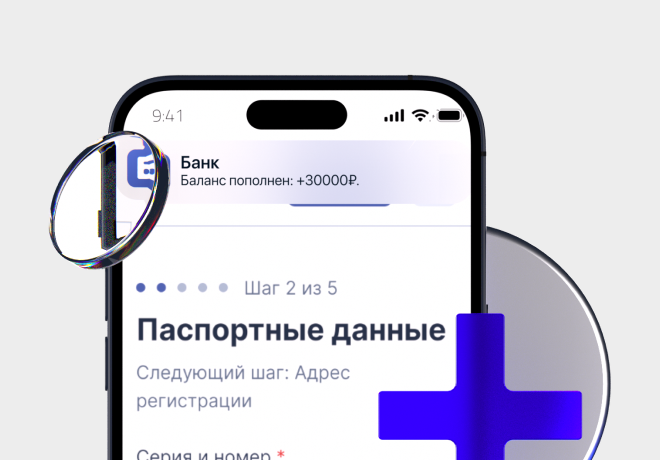 9:41
Банк
Баланс пополнен: +30000₽.
Шаг 2 из 5
Паспортные данные
Следующий шаг: Адрес
регистрации
Серия и номер *